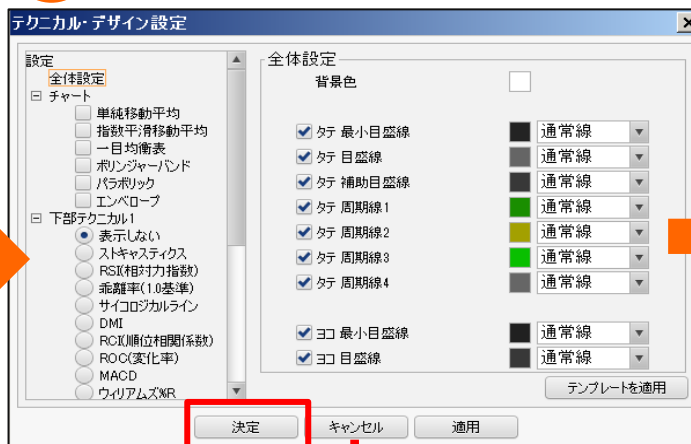 テクニカル・デザイン設定
設定
全体設定
チャート
単純移動平均
指数平滑移動平均
一目均衡表
ボリンジャーバンド
パラボリック
エンベロープ
下部テクニカル1
表示しない
ストキャスティクス
RSI(相対力指数)
乖離率(1.0基準)
サイコロジカルライン
DMI
RCI(順位相関係数)
ROC(変化率)
MACD
ウィリアムズ%R
全体設定
背景色
タテ 最小目盛線 通常線
タテ 目盛線 通常線
タテ 補助目盛線 通常線
タテ 周期線1 通常線
タテ 周期線2 通常線
タテ 周期線3 通常線
タテ 周期線4 通常線
ヨコ 最小目盛線 通常線
ヨコ 目盛線 通常線
テンプレートを適用
決定 キャンセル 適用